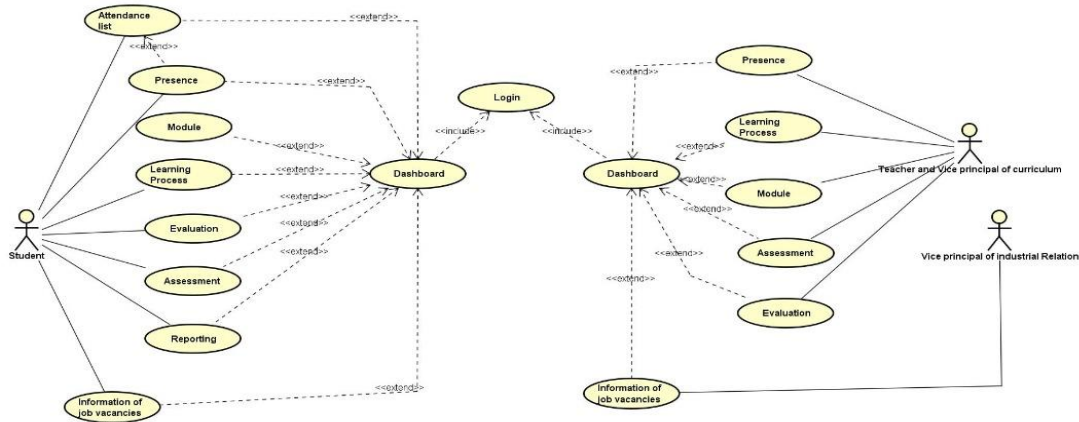 Attendance
list
<<extend>>
<<extend>>
Presence
<<extend>>
Module
<<extend>>
Learning
Process
<<extend>>
Evaluation
<<extend>>
Assessment
<<extend>>
Reporting
<<extend>>
Information of
job vacancies
<<extend>>
Student
Dashboard
<<include>>
Login
<<include>>
Dashboard
Presence
<<extend>>
Learning
Process
<<extend>>
Module
<<extend>>
Assessment
<<extend>>
Evaluation
<<extend>>
Information of
job vacancies
<<extend>>
Teacher and Vice principal of curriculum
Vice principal of industrial Relation